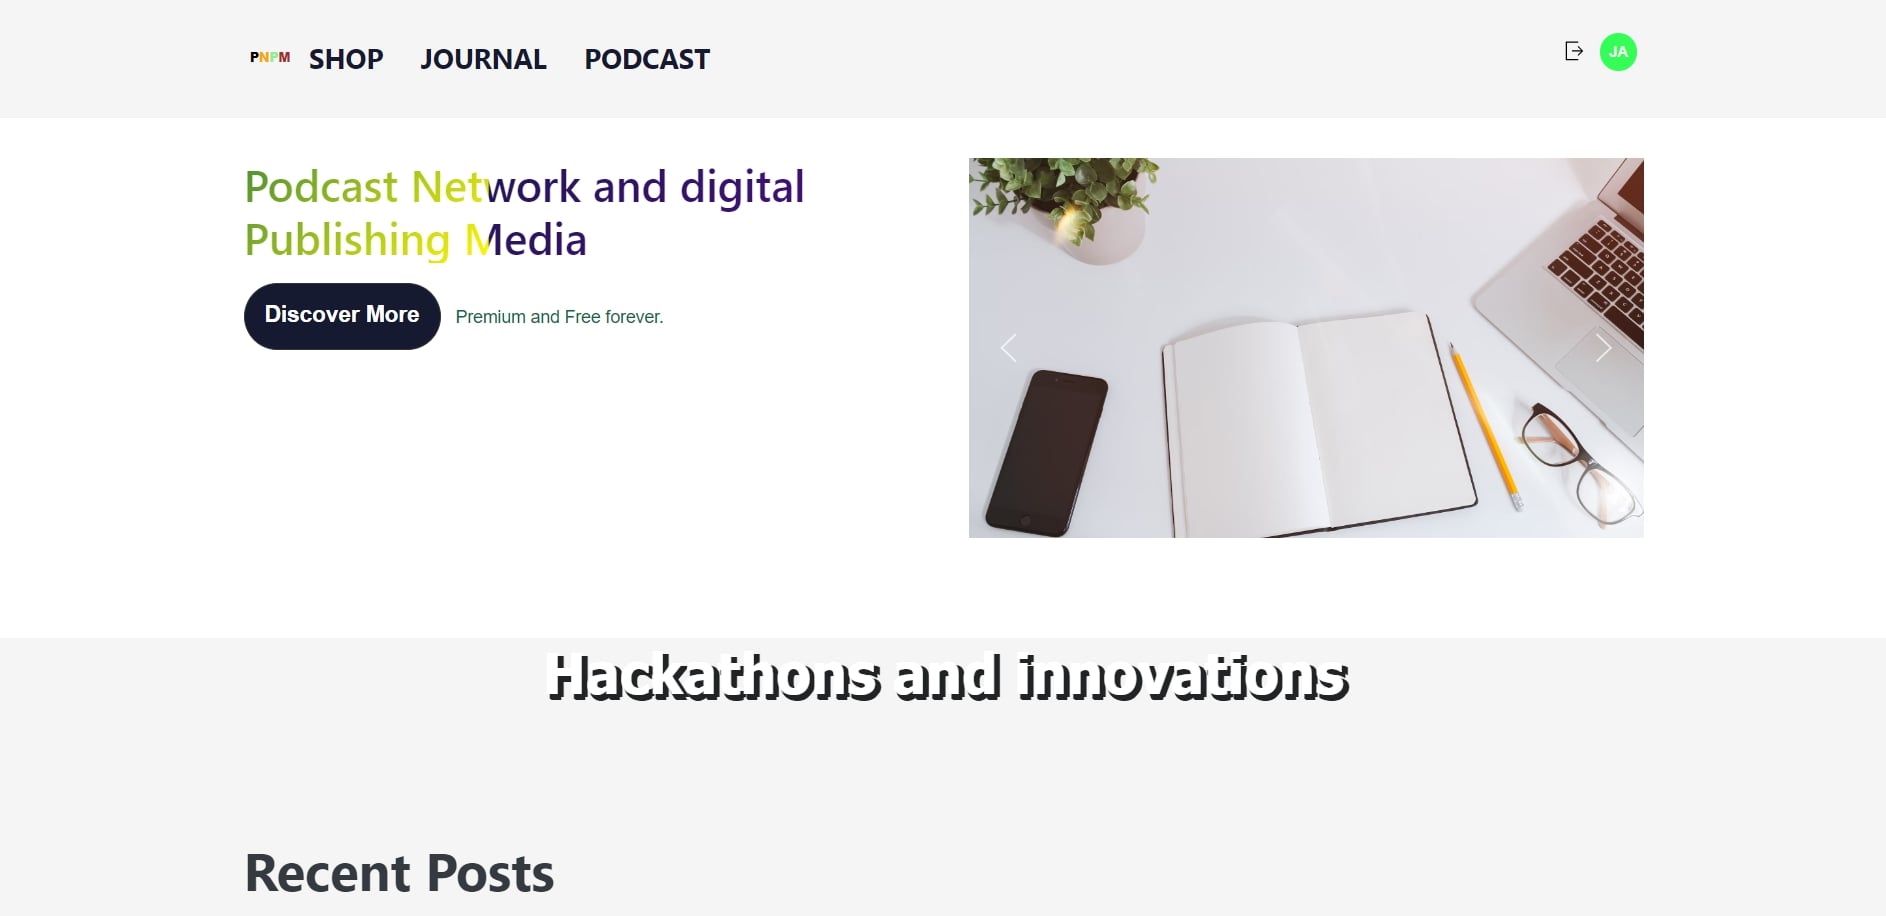 PNPM SHOP JOURNAL PODCAST JA
Podcast Network and digital
Publishing Media
Discover More Premium and Free forever.
Hackathons and innovations
Recent Posts